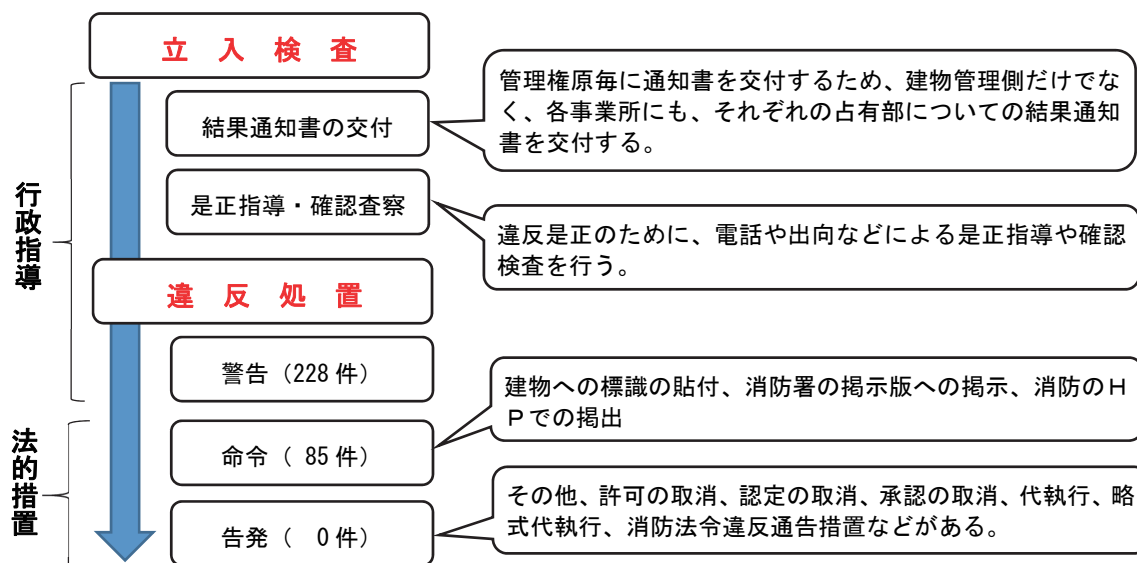 立入検査
管理権原毎に通知書を交付するため、建物管理側だけでな
く、各事業所にも、それぞれの占有部についての結果通知
書を交付する。
結果通知書の交付
行政指導
是正指導・確認査察
違反是正のために、電話や出向などによる是正指導や確認
検査を行う。
違反処置
警告（228 件）
建物への標識の貼付、消防署の掲示版への掲示、消防のＨ
Ｐでの掲出
法的措置
命令（ 85 件）
その他、許可の取消、認定の取消、承認の取消、代執行、略
式代執行、消防法令違反通告措置などがある。
告発（　0 件）